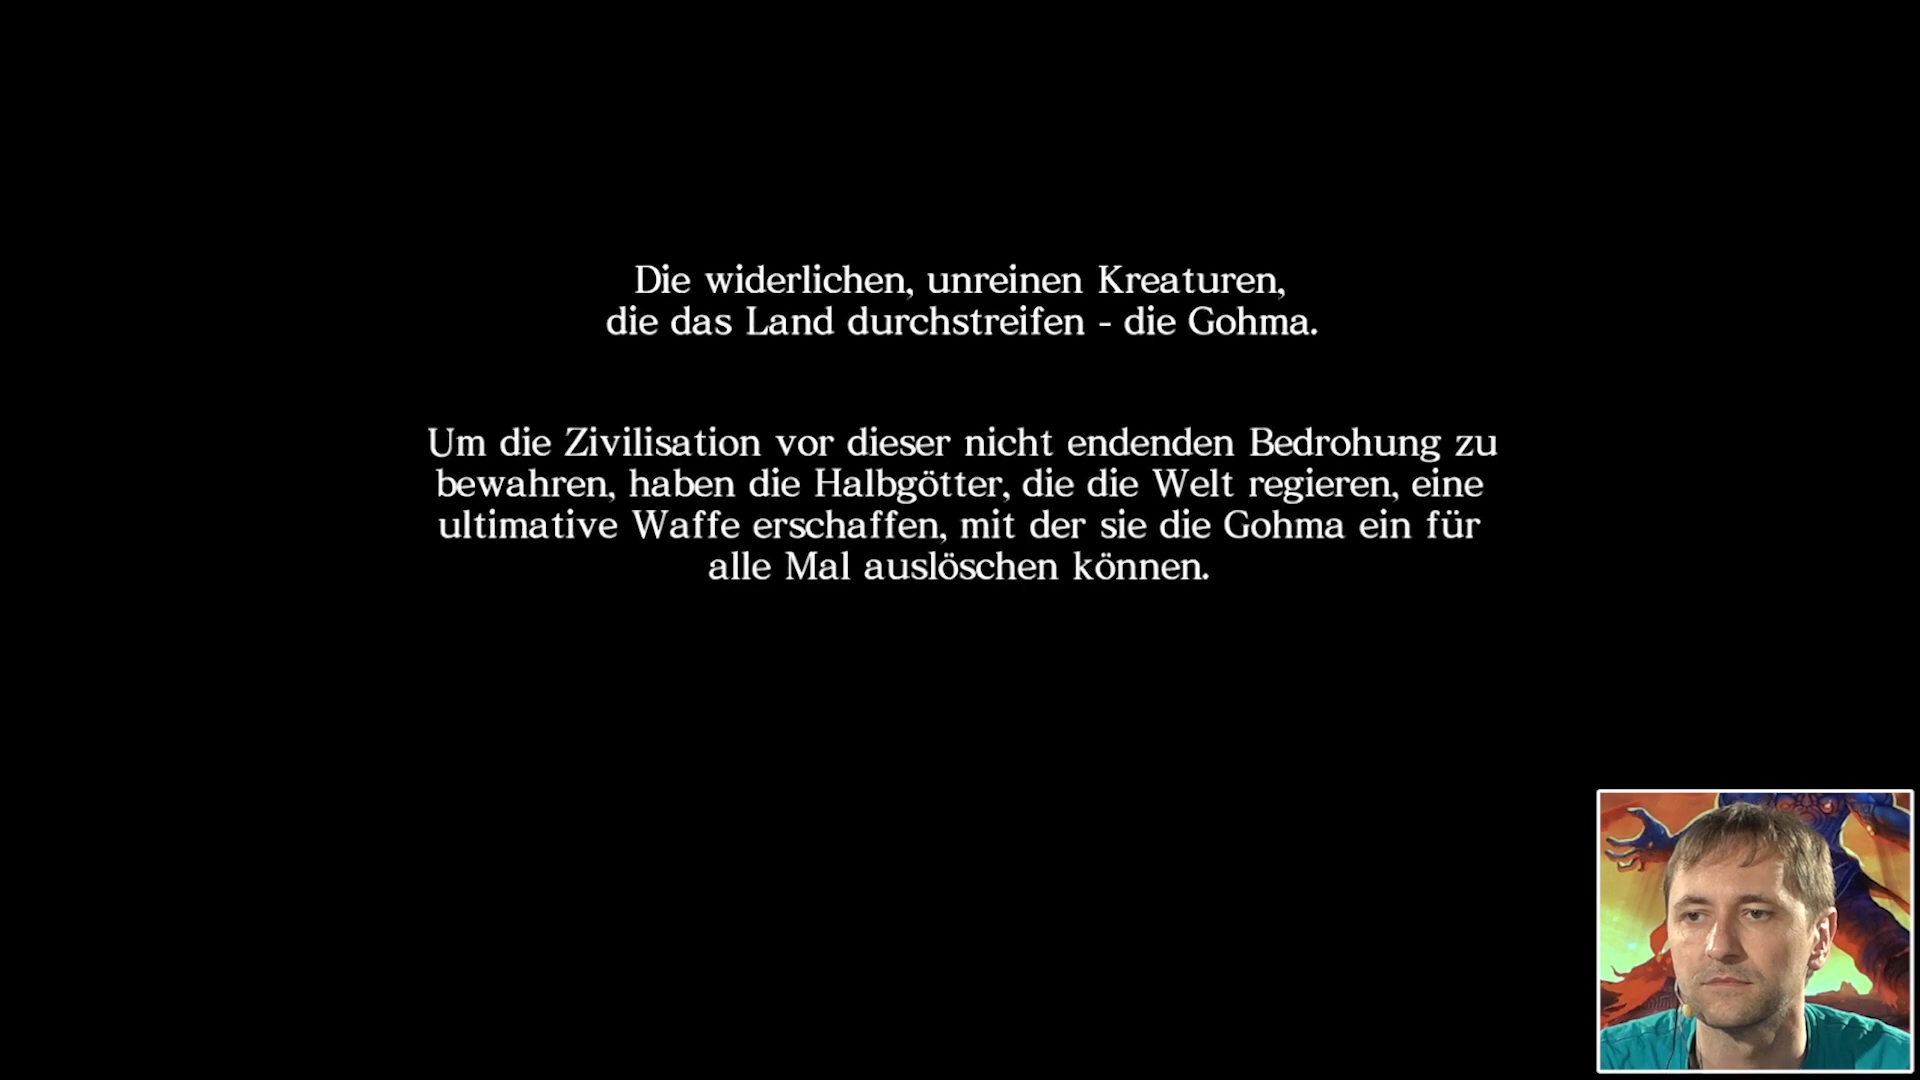 Die widerlichen, unreinen Kreaturen,
die das Land durchstreifen - die Gohma.
Um die Zivilisation vor dieser nicht endenden Bedrohung zu
bewahren, haben die Halbgötter, die die Welt regieren, eine
ultimative Waffe erschaffen, mit der sie die Gohma ein für
alle Mal auslöschen können.